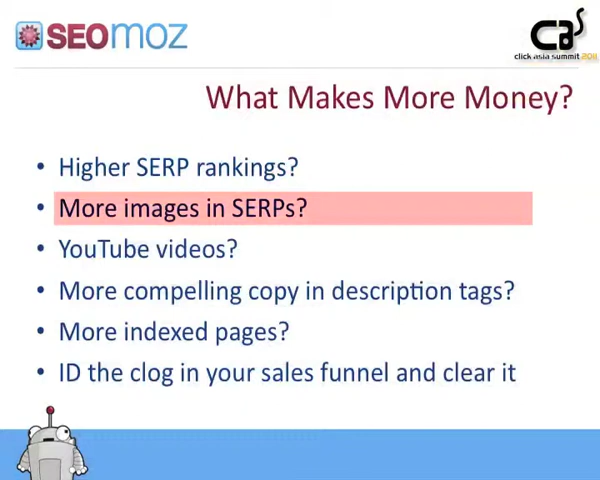 SEOmoz
click asia summit 2011
What Makes More Money?
• Higher SERP rankings?
• More images in SERPs?
• YouTube videos?
• More compelling copy in description tags?
• More indexed pages?
• ID the clog in your sales funnel and clear it